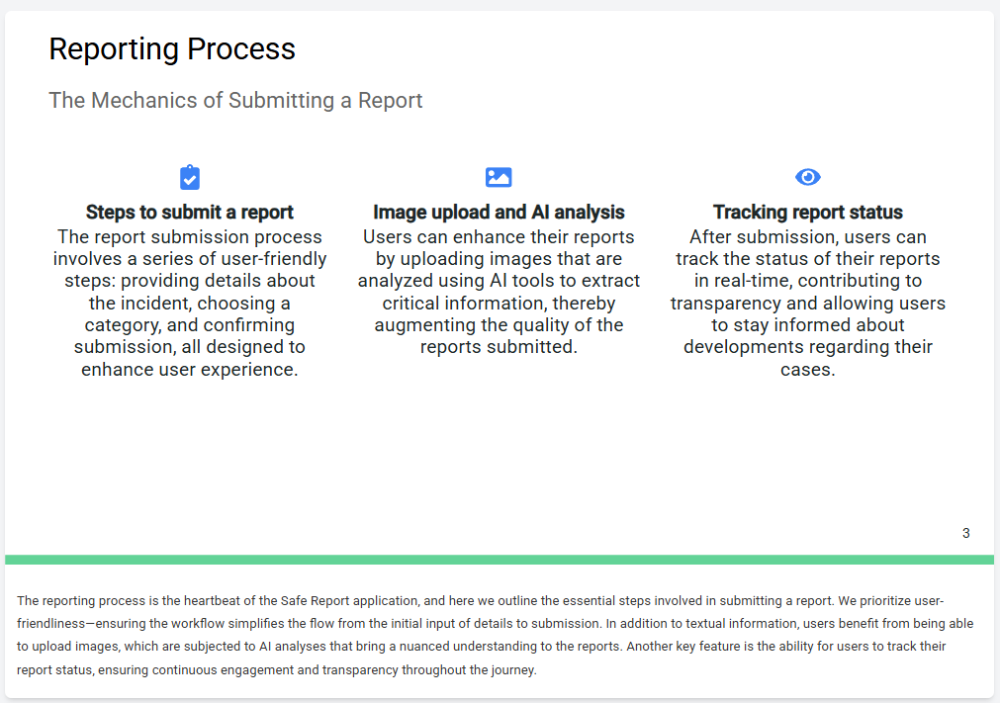 Reporting Process
The Mechanics of Submitting a Report
Steps to submit a report
The report submission process
involves a series of user-friendly
steps: providing details about
the incident, choosing a
category, and confirming
submission, all designed to
enhance user experience.
Image upload and AI analysis
Users can enhance their reports
by uploading images that are
analyzed using AI tools to extract
critical information, thereby
augmenting the quality of the
reports submitted.
Tracking report status
After submission, users can
track the status of their reports
in real-time, contributing to
transparency and allowing users
to stay informed about
developments regarding their
cases.
3
The reporting process is the heartbeat of the Safe Report application, and here we outline the essential steps involved in submitting a report. We prioritize user-
friendliness—ensuring the workflow simplifies the flow from the initial input of details to submission. In addition to textual information, users benefit from being able
to upload images, which are subjected to AI analyses that bring a nuanced understanding to the reports. Another key feature is the ability for users to track their
report status, ensuring continuous engagement and transparency throughout the journey.